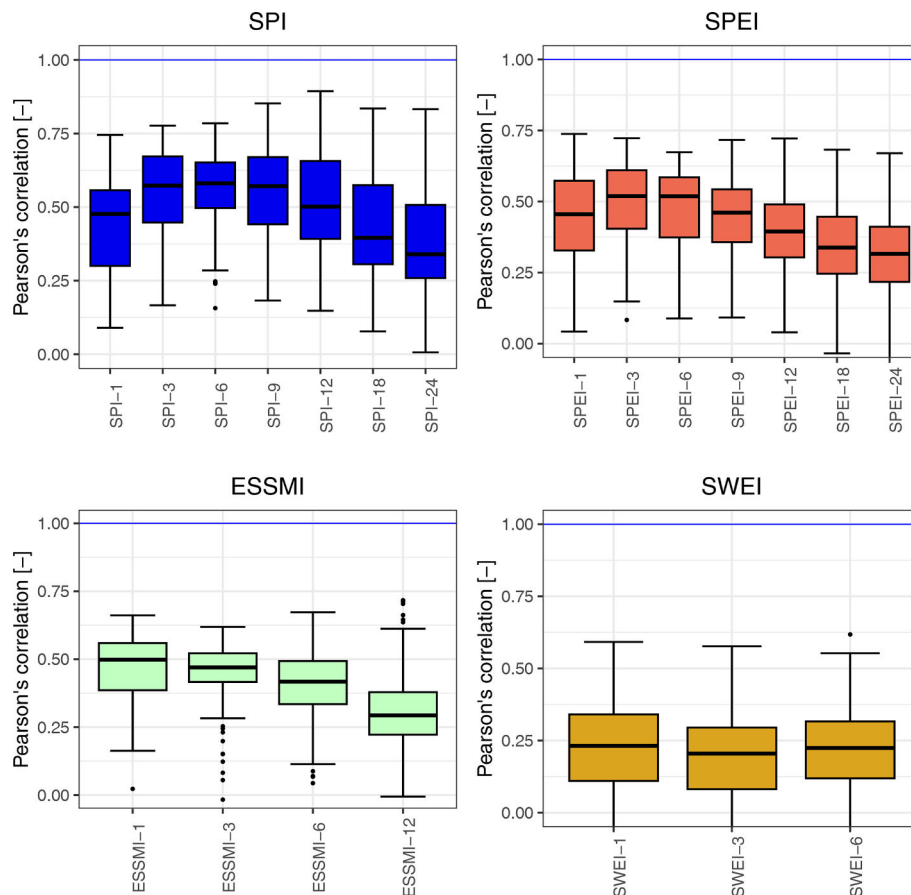 SPI
Pearson's correlation [−]
1.00
0.75
0.50
0.25
0.00
SPI−1
SPI−3
SPI−6
SPI−9
SPI−12
SPI−18
SPI−24
SPEI
Pearson's correlation [−]
1.00
0.75
0.50
0.25
0.00
SPEI−1
SPEI−3
SPEI−6
SPEI−9
SPEI−12
SPEI−18
SPEI−24
ESSMI
Pearson's correlation [−]
1.00
0.75
0.50
0.25
0.00
ESSMI−1
ESSMI−3
ESSMI−6
ESSMI−12
SWEI
Pearson's correlation [−]
1.00
0.75
0.50
0.25
0.00
SWEI−1
SWEI−3
SWEI−6